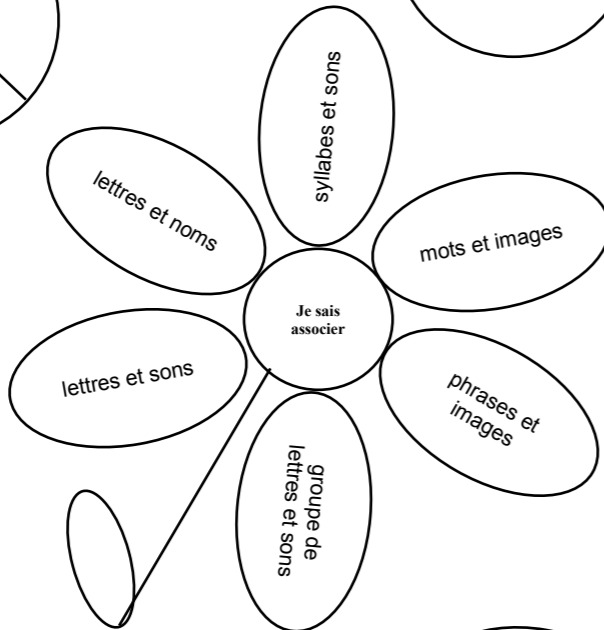 syllabes et sons
lettres et noms
mots et images
Je sais
associer
lettres et sons
phrases et
images
groupe de
lettres et sons